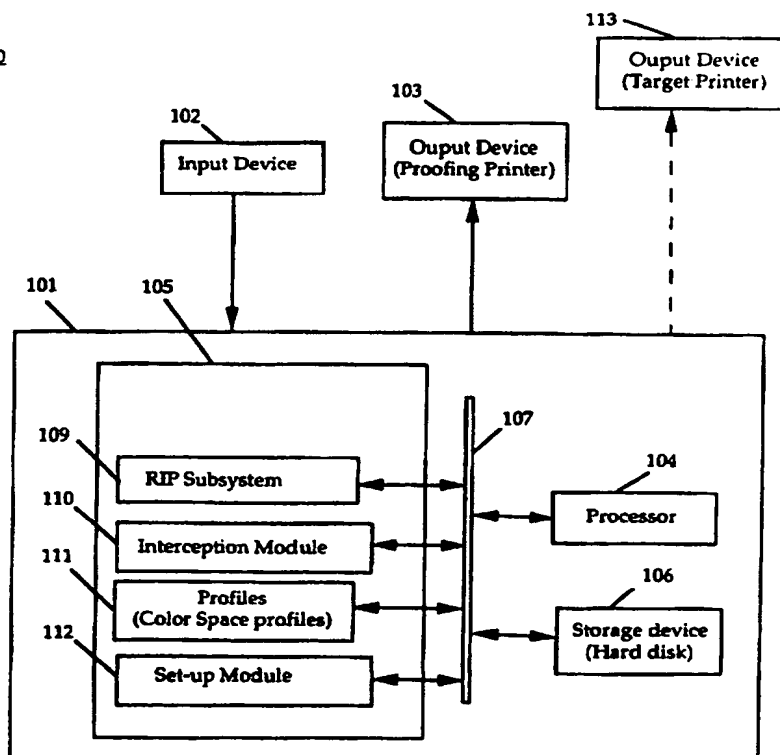 113
Ouput Device
(Target Printer)
103
102
Ouput Device
(Proofing Printer)
Input Device
101
105
107
109
RIP Subsystem
104
Processor
110
Interception Module
111
Profiles
(Color Space profiles)
106
Storage device
(Hard disk)
112
Set-up Module